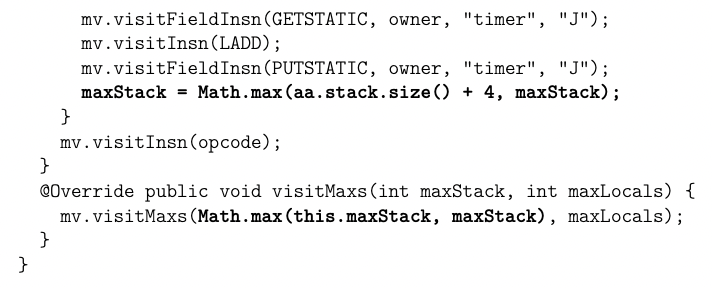 mv.visitFieldInsn(GETSTATIC, owner, "timer", "J");
mv.visitInsn(LADD);
mv.visitFieldInsn(PUTSTATIC, owner, "timer", "J");
maxStack = Math.max(aa.stack.size() + 4, maxStack);
}
mv.visitInsn(opcode);
}
@Override public void visitMaxs(int maxStack, int maxLocals) {
mv.visitMaxs(Math.max(this.maxStack, maxStack), maxLocals);
}
}